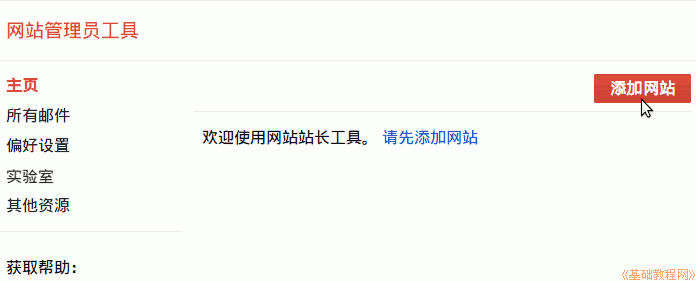 网站管理员工具
主页
添加网站
所有邮件
欢迎使用网站站长工具。 请先添加网站
偏好设置
实验室
其他资源
获取帮助:
《基础教程网》